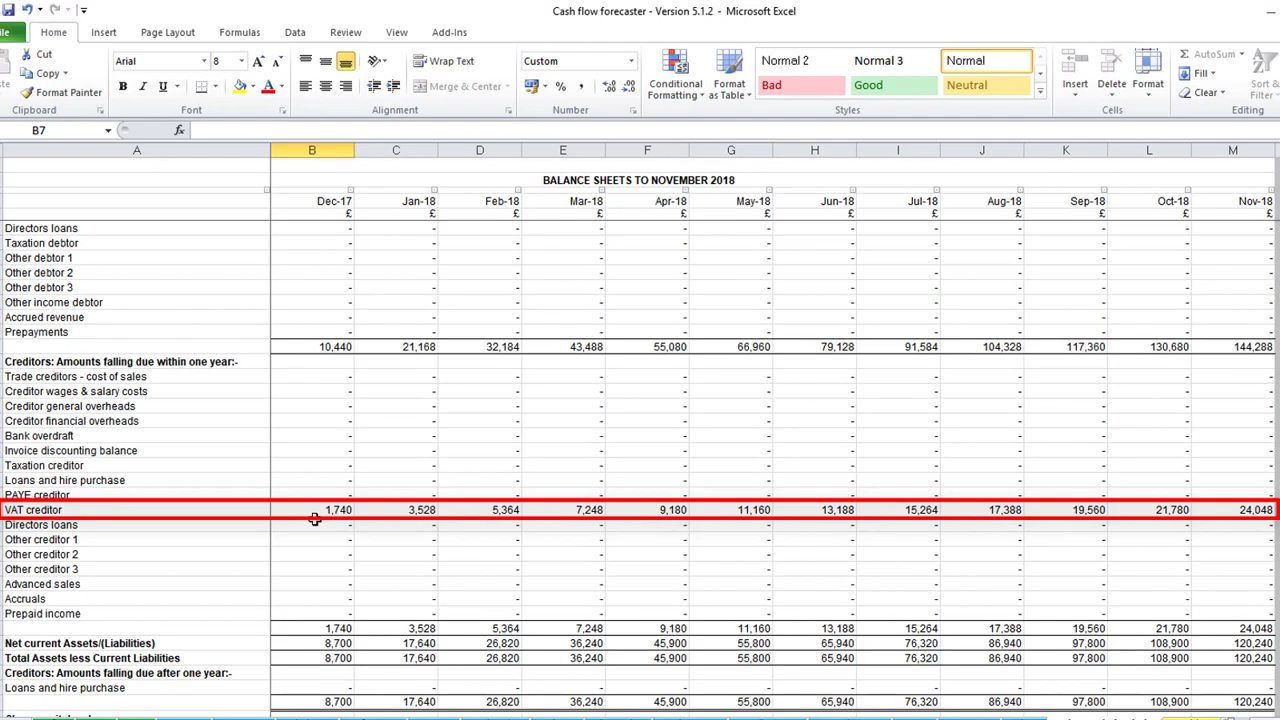 Cash flow forecaster - Version 5.1.2 - Microsoft Excel
Home Insert Page Layout Formulas Data Review View Add-Ins
Cut
Copy
Format Painter
Clipboard
Arial 8
B I U
Font
Wrap Text
Merge & Center
Alignment
Custom
%
Number
Conditional Formatting
Format as Table
Normal 2 Normal 3 Normal
Bad Good Neutral
Styles
Insert Delete Format
Cells
Σ AutoSum
Fill
Clear
Sort &
Filter
Editing
B7 fx
A B C D E F G H I J K L M
BALANCE SHEETS TO NOVEMBER 2018
Dec-17 Jan-18 Feb-18 Mar-18 Apr-18 May-18 Jun-18 Jul-18 Aug-18 Sep-18 Oct-18 Nov-18
£ £ £ £ £ £ £ £ £ £ £ £
Directors loans - - - - - - - - - - - -
Taxation debtor - - - - - - - - - - - -
Other debtor 1 - - - - - - - - - - - -
Other debtor 2 - - - - - - - - - - - -
Other debtor 3 - - - - - - - - - - - -
Other income debtor - - - - - - - - - - - -
Accrued revenue - - - - - - - - - - - -
Prepayments - - - - - - - - - - - -
10,440 21,168 32,184 43,488 55,080 66,960 79,128 91,584 104,328 117,360 130,680 144,288
Creditors: Amounts falling due within one year:-
Trade creditors - cost of sales - - - - - - - - - - - -
Creditor wages & salary costs - - - - - - - - - - - -
Creditor general overheads - - - - - - - - - - - -
Creditor financial overheads - - - - - - - - - - - -
Bank overdraft - - - - - - - - - - - -
Invoice discounting balance - - - - - - - - - - - -
Taxation creditor - - - - - - - - - - - -
Loans and hire purchase - - - - - - - - - - - -
PAYE creditor - - - - - - - - - - - -
VAT creditor 1,740 3,528 5,364 7,248 9,180 11,160 13,188 15,264 17,388 19,560 21,780 24,048
Directors loans - - - - - - - - - - - -
Other creditor 1 - - - - - - - - - - - -
Other creditor 2 - - - - - - - - - - - -
Other creditor 3 - - - - - - - - - - - -
Advanced sales - - - - - - - - - - - -
Accruals - - - - - - - - - - - -
Prepaid income - - - - - - - - - - - -
1,740 3,528 5,364 7,248 9,180 11,160 13,188 15,264 17,388 19,560 21,780 24,048
Net current Assets/(Liabilities) 8,700 17,640 26,820 36,240 45,900 55,800 65,940 76,320 86,940 97,800 108,900 120,240
Total Assets less Current Liabilities 8,700 17,640 26,820 36,240 45,900 55,800 65,940 76,320 86,940 97,800 108,900 120,240
Creditors: Amounts falling due after one year:-
Loans and hire purchase - - - - - - - - - - - -
8,700 17,640 26,820 36,240 45,900 55,800 65,940 76,320 86,940 97,800 108,900 120,240